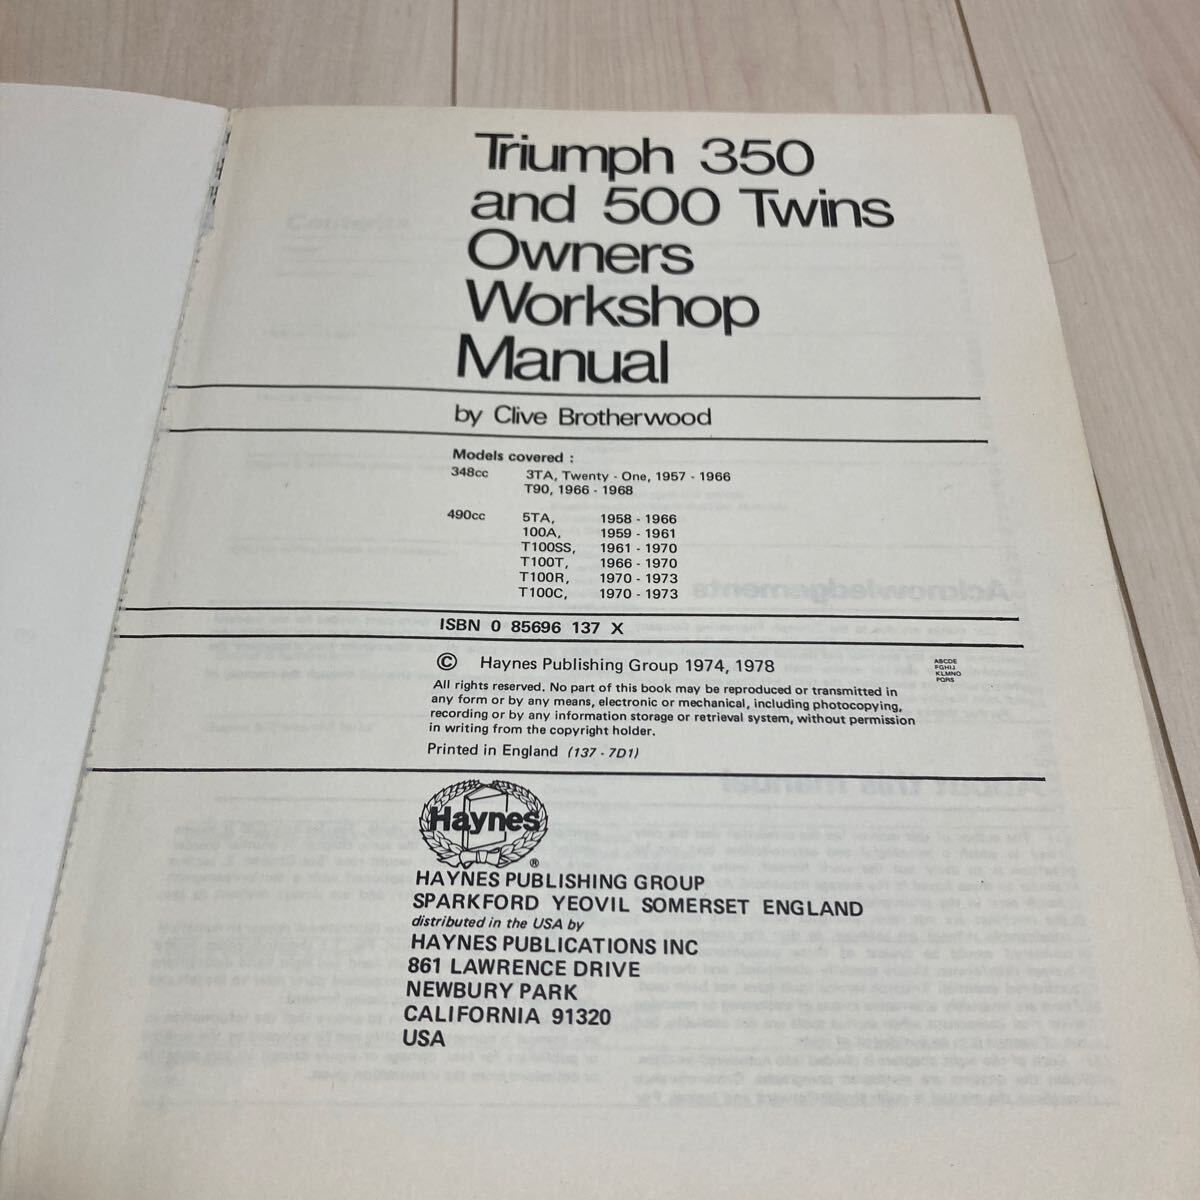 Triumph 350
and 500 Twins
Owners
Workshop
Manual
by Clive Brotherwood
Models covered :
348cc 3TA, Twenty - One, 1957 - 1966
T90, 1966 - 1968
490cc 5TA, 1958 - 1966
100A, 1959 - 1961
T100SS, 1961 - 1970
T100T, 1966 - 1970
T100R, 1970 - 1973
T100C, 1970 - 1973
ISBN 0 85696 137 X
© Haynes Publishing Group 1974, 1978
ABCDE
FGHIJ
KLMNO
PQRS
All rights reserved. No part of this book may be reproduced or transmitted in
any form or by any means, electronic or mechanical, including photocopying,
recording or by any information storage or retrieval system, without permission
in writing from the copyright holder.
Printed in England (137 - 7D1)
Haynes
®
HAYNES PUBLISHING GROUP
SPARKFORD YEOVIL SOMERSET ENGLAND
distributed in the USA by
HAYNES PUBLICATIONS INC
861 LAWRENCE DRIVE
NEWBURY PARK
CALIFORNIA 91320
USA